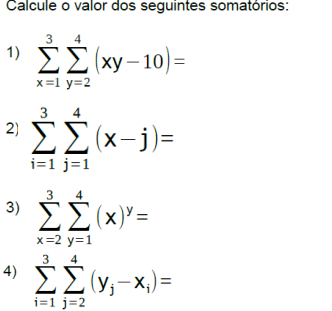 Calcule o valor dos seguintes somatórios:
1) \sum_{x=1}^{3} \sum_{y=2}^{4} (xy-10)=
2) \sum_{i=1}^{3} \sum_{j=1}^{4} (x-j)=
3) \sum_{x=2}^{3} \sum_{y=1}^{4} (x)^y=
4) \sum_{i=1}^{3} \sum_{j=2}^{4} (y_j-x_i)=